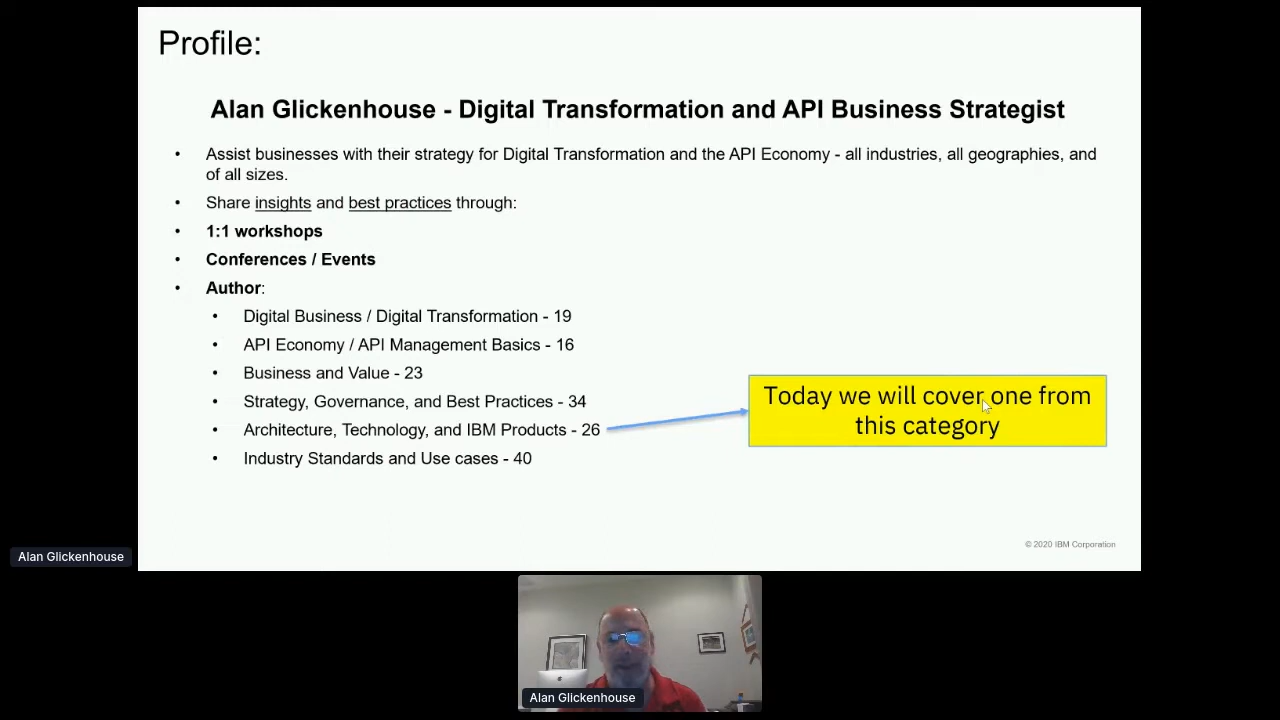 Profile:
Alan Glickenhouse - Digital Transformation and API Business Strategist
• Assist businesses with their strategy for Digital Transformation and the API Economy - all industries, all geographies, and
of all sizes.
• Share insights and best practices through:
• 1:1 workshops
• Conferences / Events
• Author:
• Digital Business / Digital Transformation - 19
• API Economy / API Management Basics - 16
• Business and Value - 23
• Strategy, Governance, and Best Practices - 34
• Architecture, Technology, and IBM Products - 26
• Industry Standards and Use cases - 40
Today we will cover one from
this category
© 2020 IBM Corporation
Alan Glickenhouse
Alan Glickenhouse